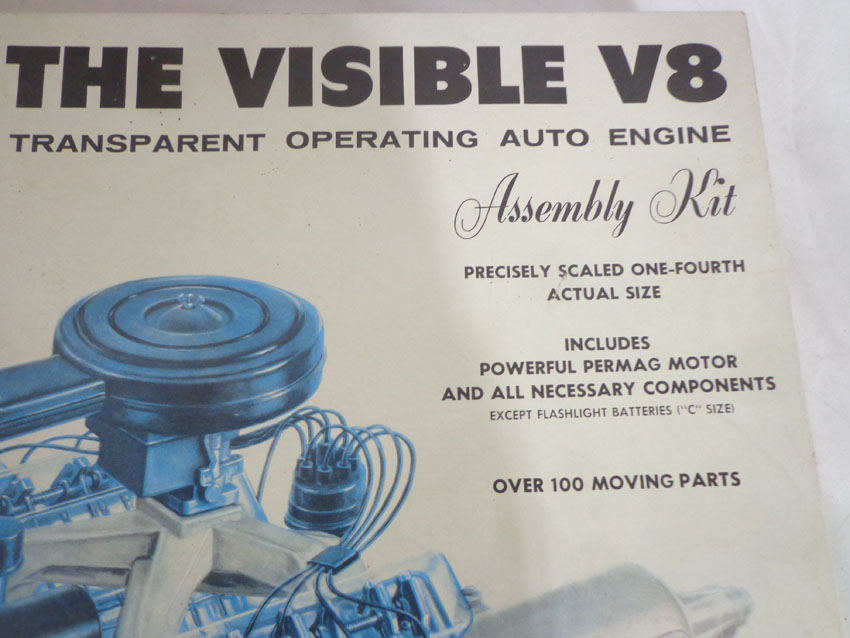 THE VISIBLE V8
TRANSPARENT OPERATING AUTO ENGINE
Assembly Kit
PRECISELY SCALED ONE-FOURTH
ACTUAL SIZE
INCLUDES
POWERFUL PERMAG MOTOR
AND ALL NECESSARY COMPONENTS
EXCEPT FLASHLIGHT BATTERIES ("C" SIZE)
OVER 100 MOVING PARTS